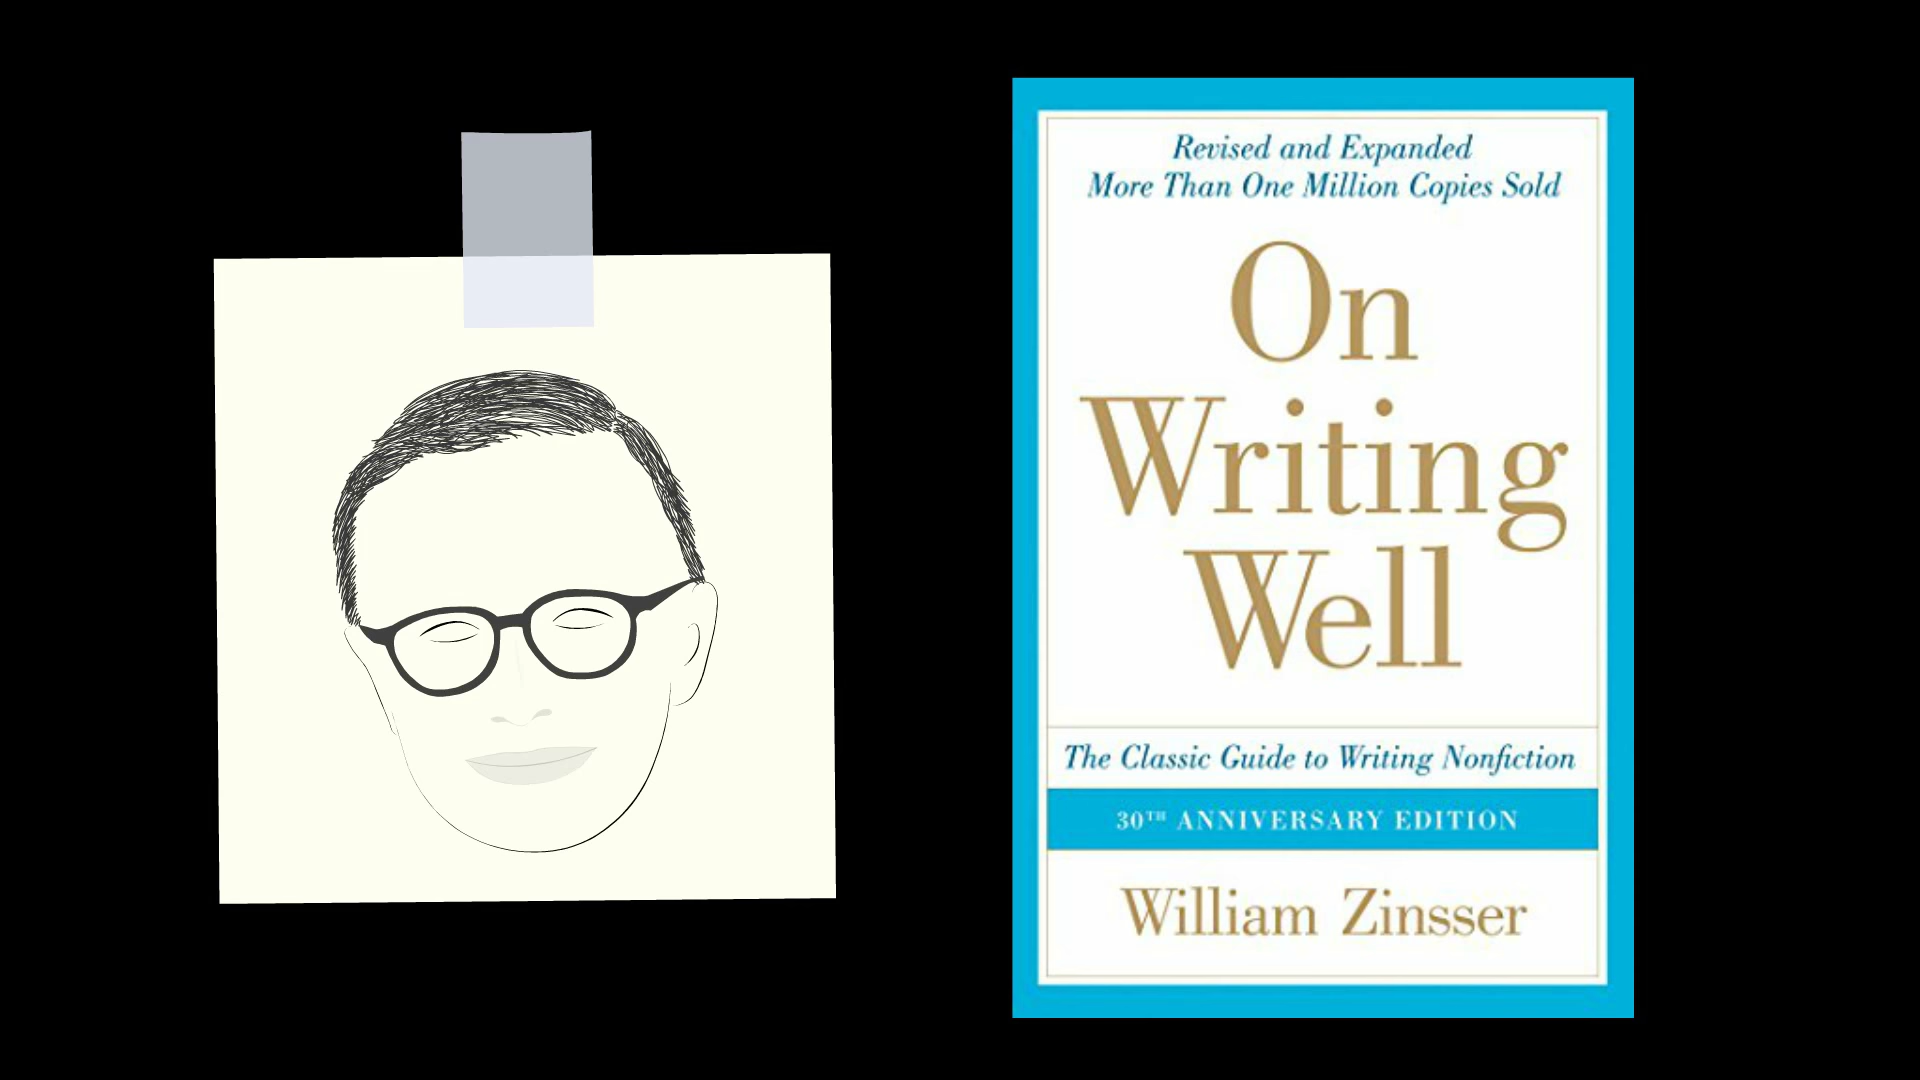 Revised and Expanded
More Than One Million Copies Sold
On
Writing
Well
The Classic Guide to Writing Nonfiction
30TH ANNIVERSARY EDITION
William Zinsser